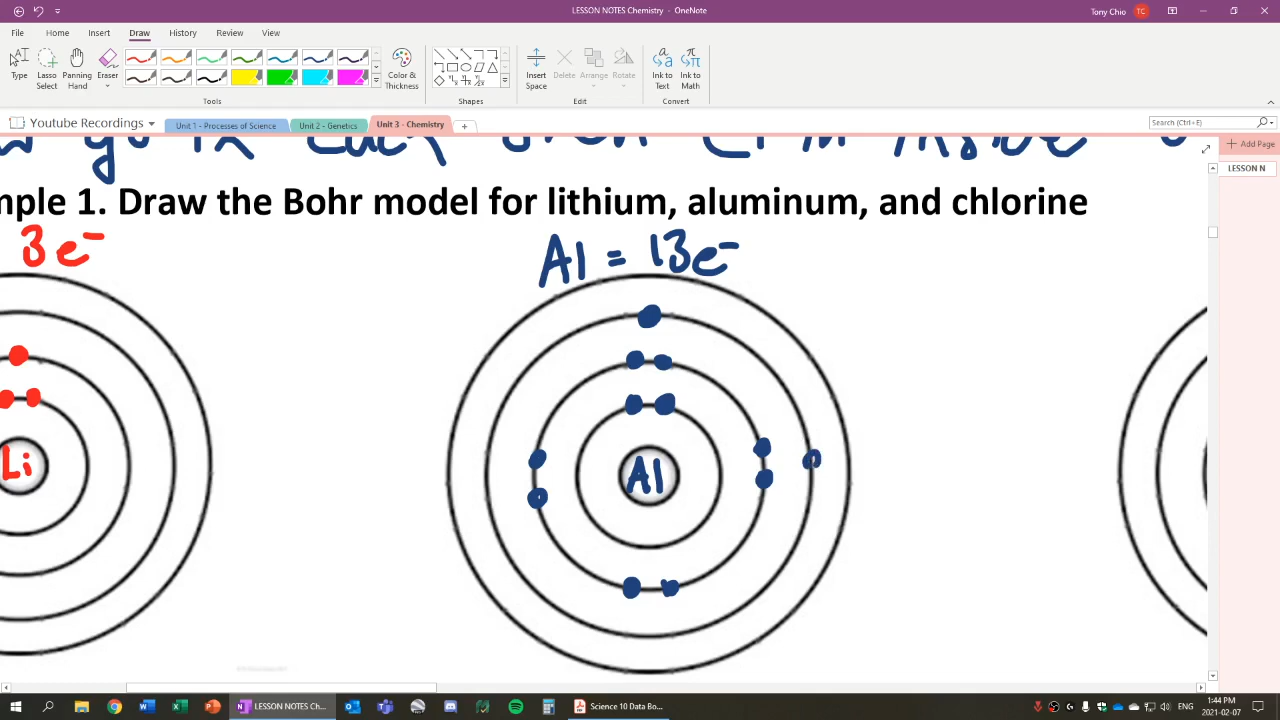 LESSON NOTES Chemistry - OneNote
Tony Chio TC
File Home Insert Draw History Review View
Type Lasso Select Panning Hand Eraser Color & Thickness Insert Space Delete Arrange Rotate Ink to Text Ink to Math
Tools Shapes Edit Convert
Youtube Recordings Unit 1 - Processes of Science Unit 2 - Genetics Unit 3 - Chemistry Search (Ctrl+E)
Add Page
LESSON N
mple 1. Draw the Bohr model for lithium, aluminum, and chlorine
3e⁻
Al = 13e⁻
Li
Al
LESSON NOTES Ch... Science 10 Data Bo... ENG 1:44 PM
2021-02-07